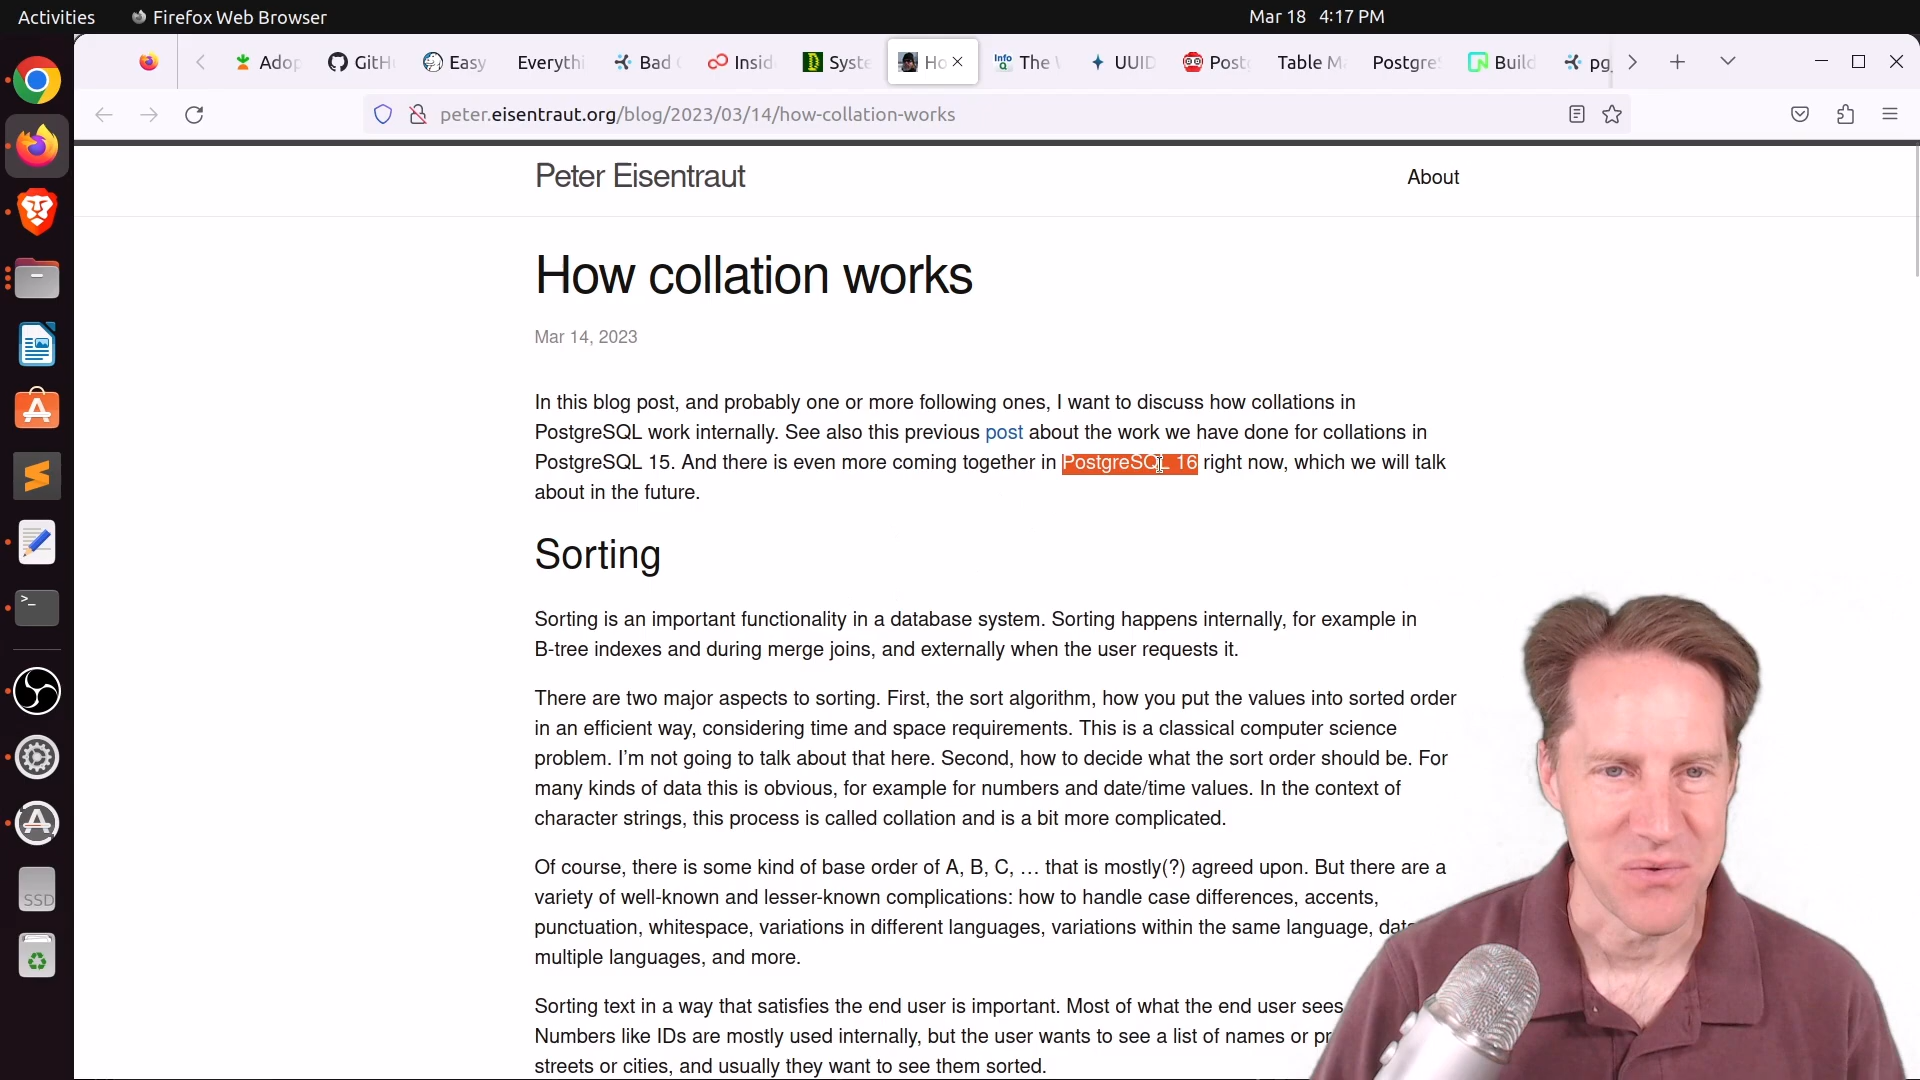 Activities Firefox Web Browser Mar 18 4:17 PM
Adop GitH Easy Everythi Bad Insid Syste Ho The UUID Postg Table Ma Postgre Build pg_
peter.eisentraut.org/blog/2023/03/14/how-collation-works
Peter Eisentraut About
How collation works
Mar 14, 2023
In this blog post, and probably one or more following ones, I want to discuss how collations in
PostgreSQL work internally. See also this previous post about the work we have done for collations in
PostgreSQL 15. And there is even more coming together in PostgreSQL 16 right now, which we will talk
about in the future.
Sorting
Sorting is an important functionality in a database system. Sorting happens internally, for example in
B-tree indexes and during merge joins, and externally when the user requests it.
There are two major aspects to sorting. First, the sort algorithm, how you put the values into sorted order
in an efficient way, considering time and space requirements. This is a classical computer science
problem. I’m not going to talk about that here. Second, how to decide what the sort order should be. For
many kinds of data this is obvious, for example for numbers and date/time values. In the context of
character strings, this process is called collation and is a bit more complicated.
Of course, there is some kind of base order of A, B, C, … that is mostly(?) agreed upon. But there are a
variety of well-known and lesser-known complications: how to handle case differences, accents,
punctuation, whitespace, variations in different languages, variations within the same language, dat
multiple languages, and more.
Sorting text in a way that satisfies the end user is important. Most of what the end user sees
Numbers like IDs are mostly used internally, but the user wants to see a list of names or pr
streets or cities, and usually they want to see them sorted.
SSD